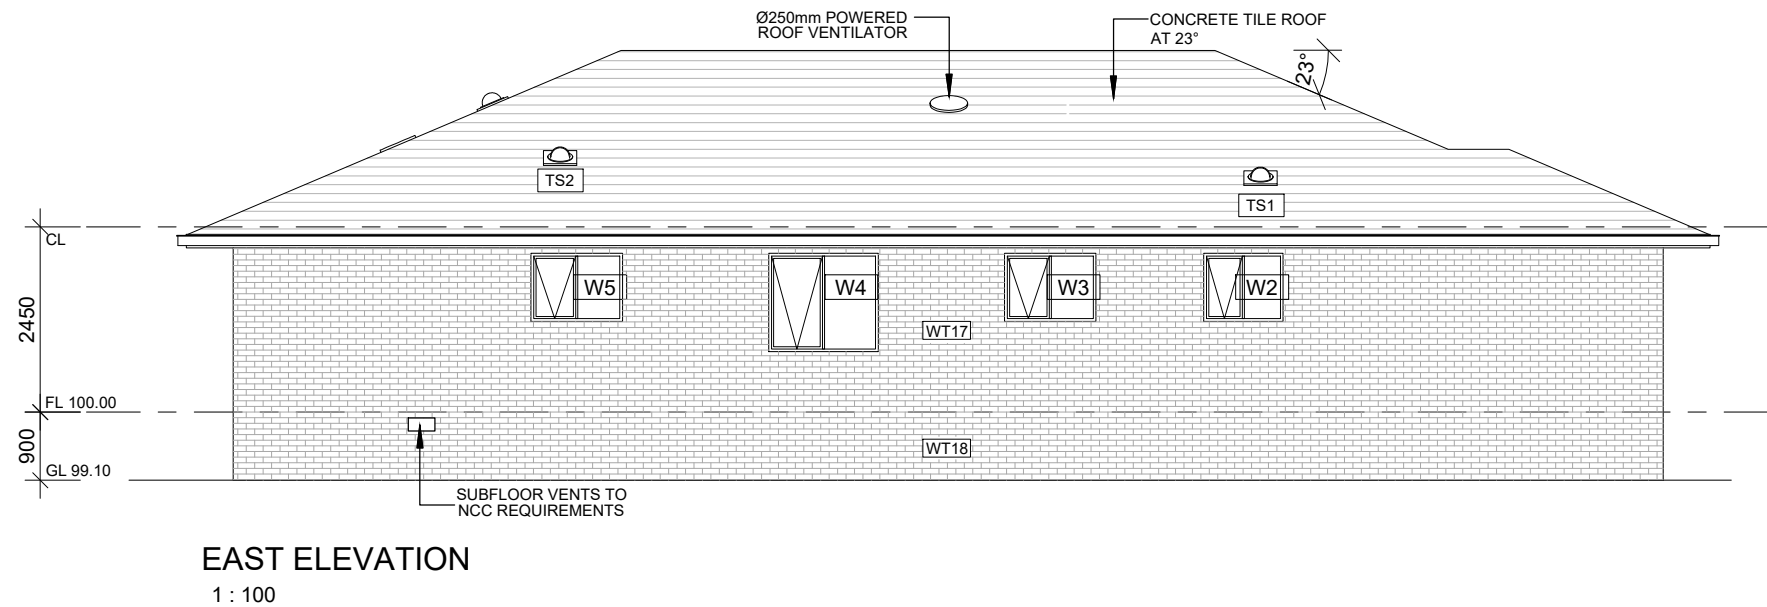 Ø250mm POWERED
ROOF VENTILATOR
CONCRETE TILE ROOF
AT 23°
23°
TS2
TS1
CL
W5
W4
W3
W2
2450
WT17
FL 100.00
900
WT18
GL 99.10
SUBFLOOR VENTS TO
NCC REQUIREMENTS
EAST ELEVATION
1 : 100